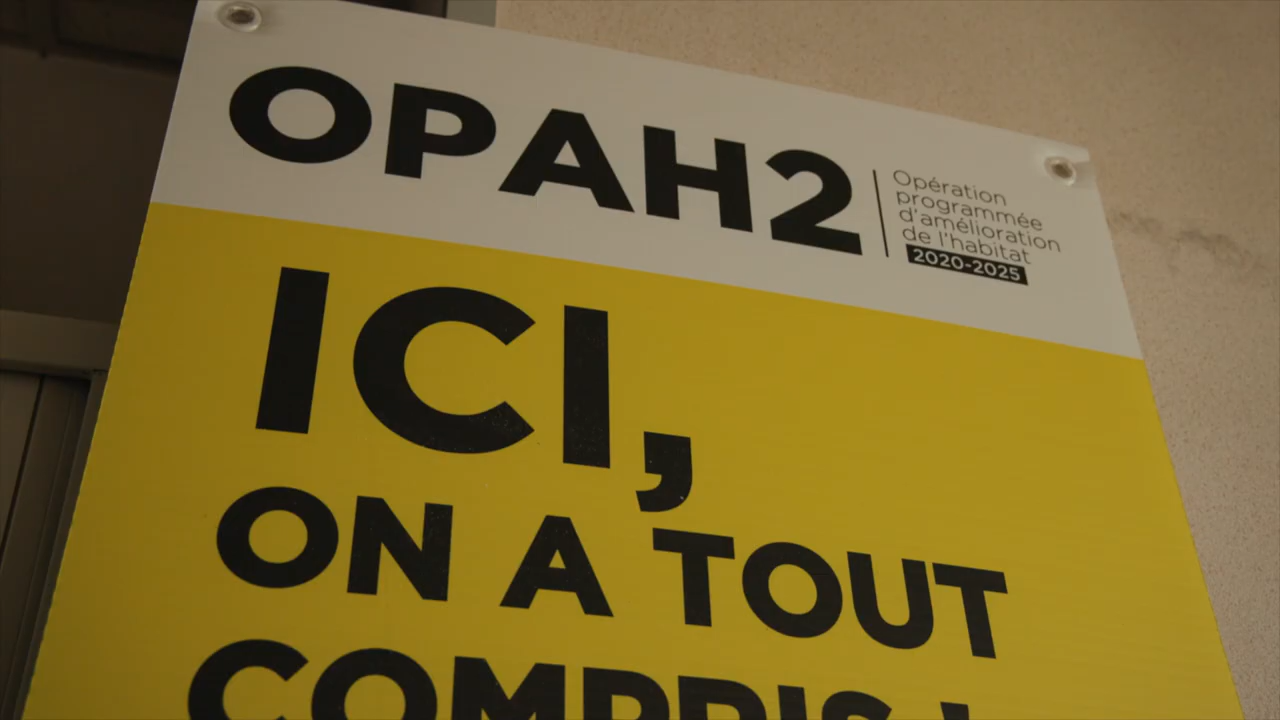 OPAH2
Opération
programmée
d'amélioration
de l'habitat
2020-2025
ICI,
ON A TOUT
COMPRIS !